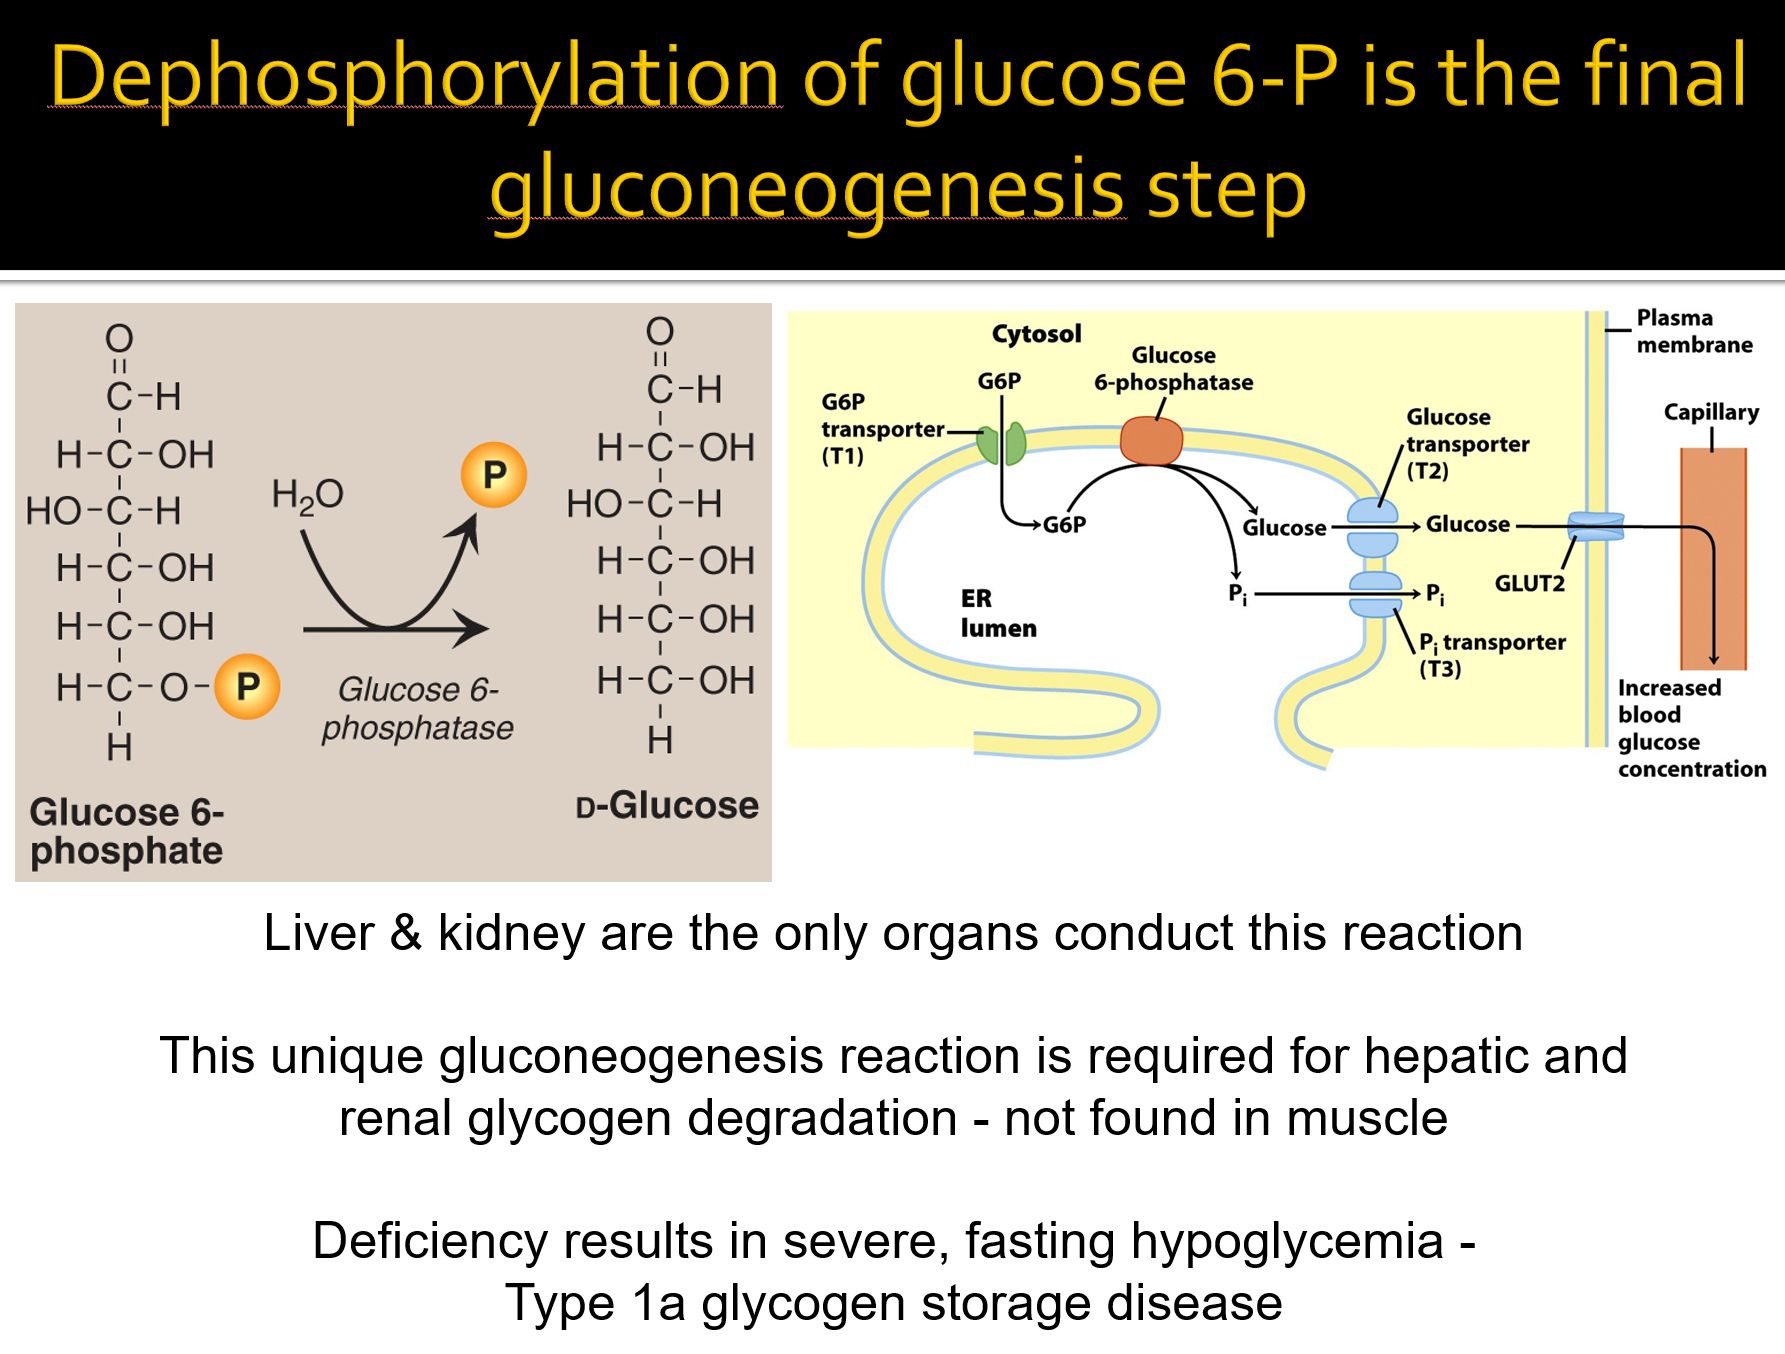 Dephosphorylation of glucose 6-P is the final
gluconeogenesis step
O
C-H
H-C-OH
HO-C-H
H-C-OH
H-C-OH
H-C-O-P
H
Glucose 6-
phosphate
H₂O
P
Glucose 6-
phosphatase
O
C-H
H-C-OH
HO-C-H
H-C-OH
H-C-OH
H-C-OH
H
D-Glucose
Cytosol
G6P
Glucose
6-phosphatase
G6P
transporter
(T1)
G6P
Glucose
Pi
ER
lumen
Glucose
transporter
(T2)
Glucose
Pi
Pi transporter
(T3)
GLUT2
Plasma
membrane
Capillary
Increased
blood
glucose
concentration
Liver & kidney are the only organs conduct this reaction
This unique gluconeogenesis reaction is required for hepatic and
renal glycogen degradation - not found in muscle
Deficiency results in severe, fasting hypoglycemia -
Type 1a glycogen storage disease